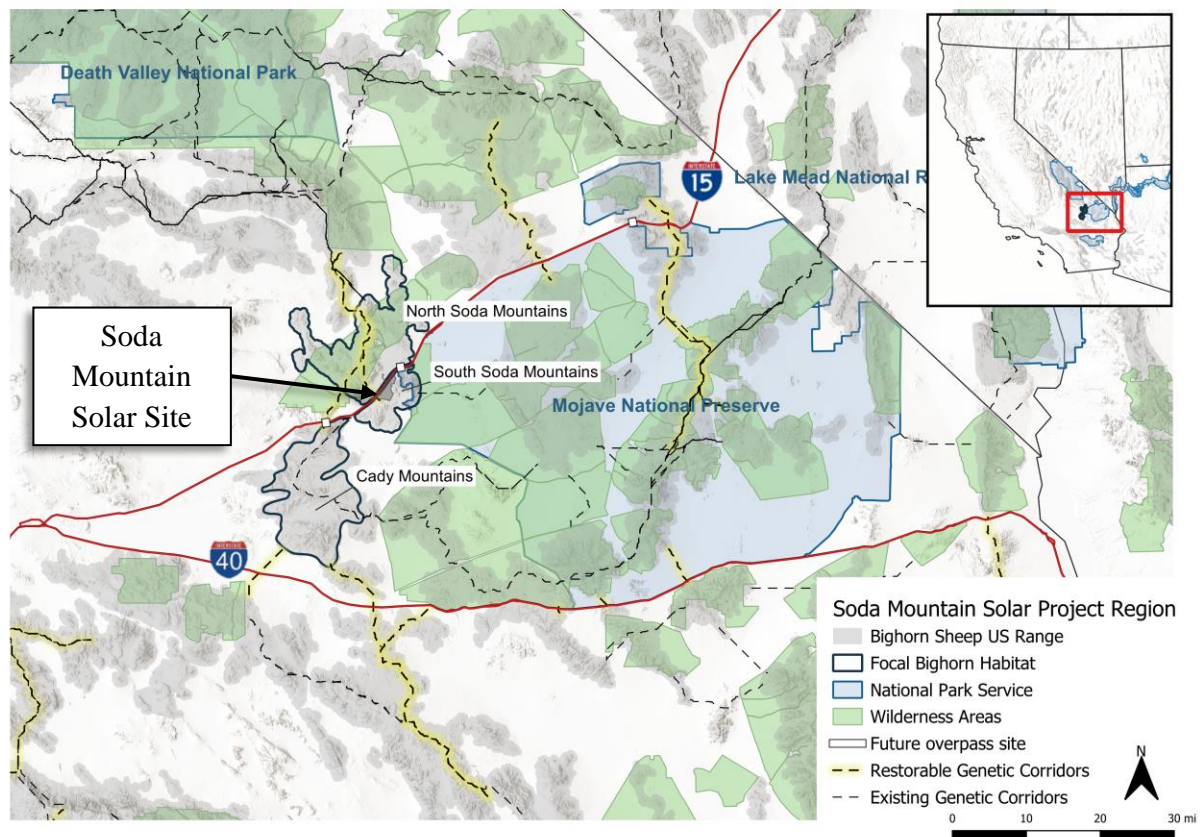 Death Valley National Park
INTERSTATE
15
Lake Mead National R
North Soda Mountains
Soda
Mountain
Solar Site
South Soda Mountains
Mojave National Preserve
Cady Mountains
INTERSTATE
40
Soda Mountain Solar Project Region
Bighorn Sheep US Range
Focal Bighorn Habitat
National Park Service
Wilderness Areas
Future overpass site
Restorable Genetic Corridors
Existing Genetic Corridors
N
0 10 20 30 mi